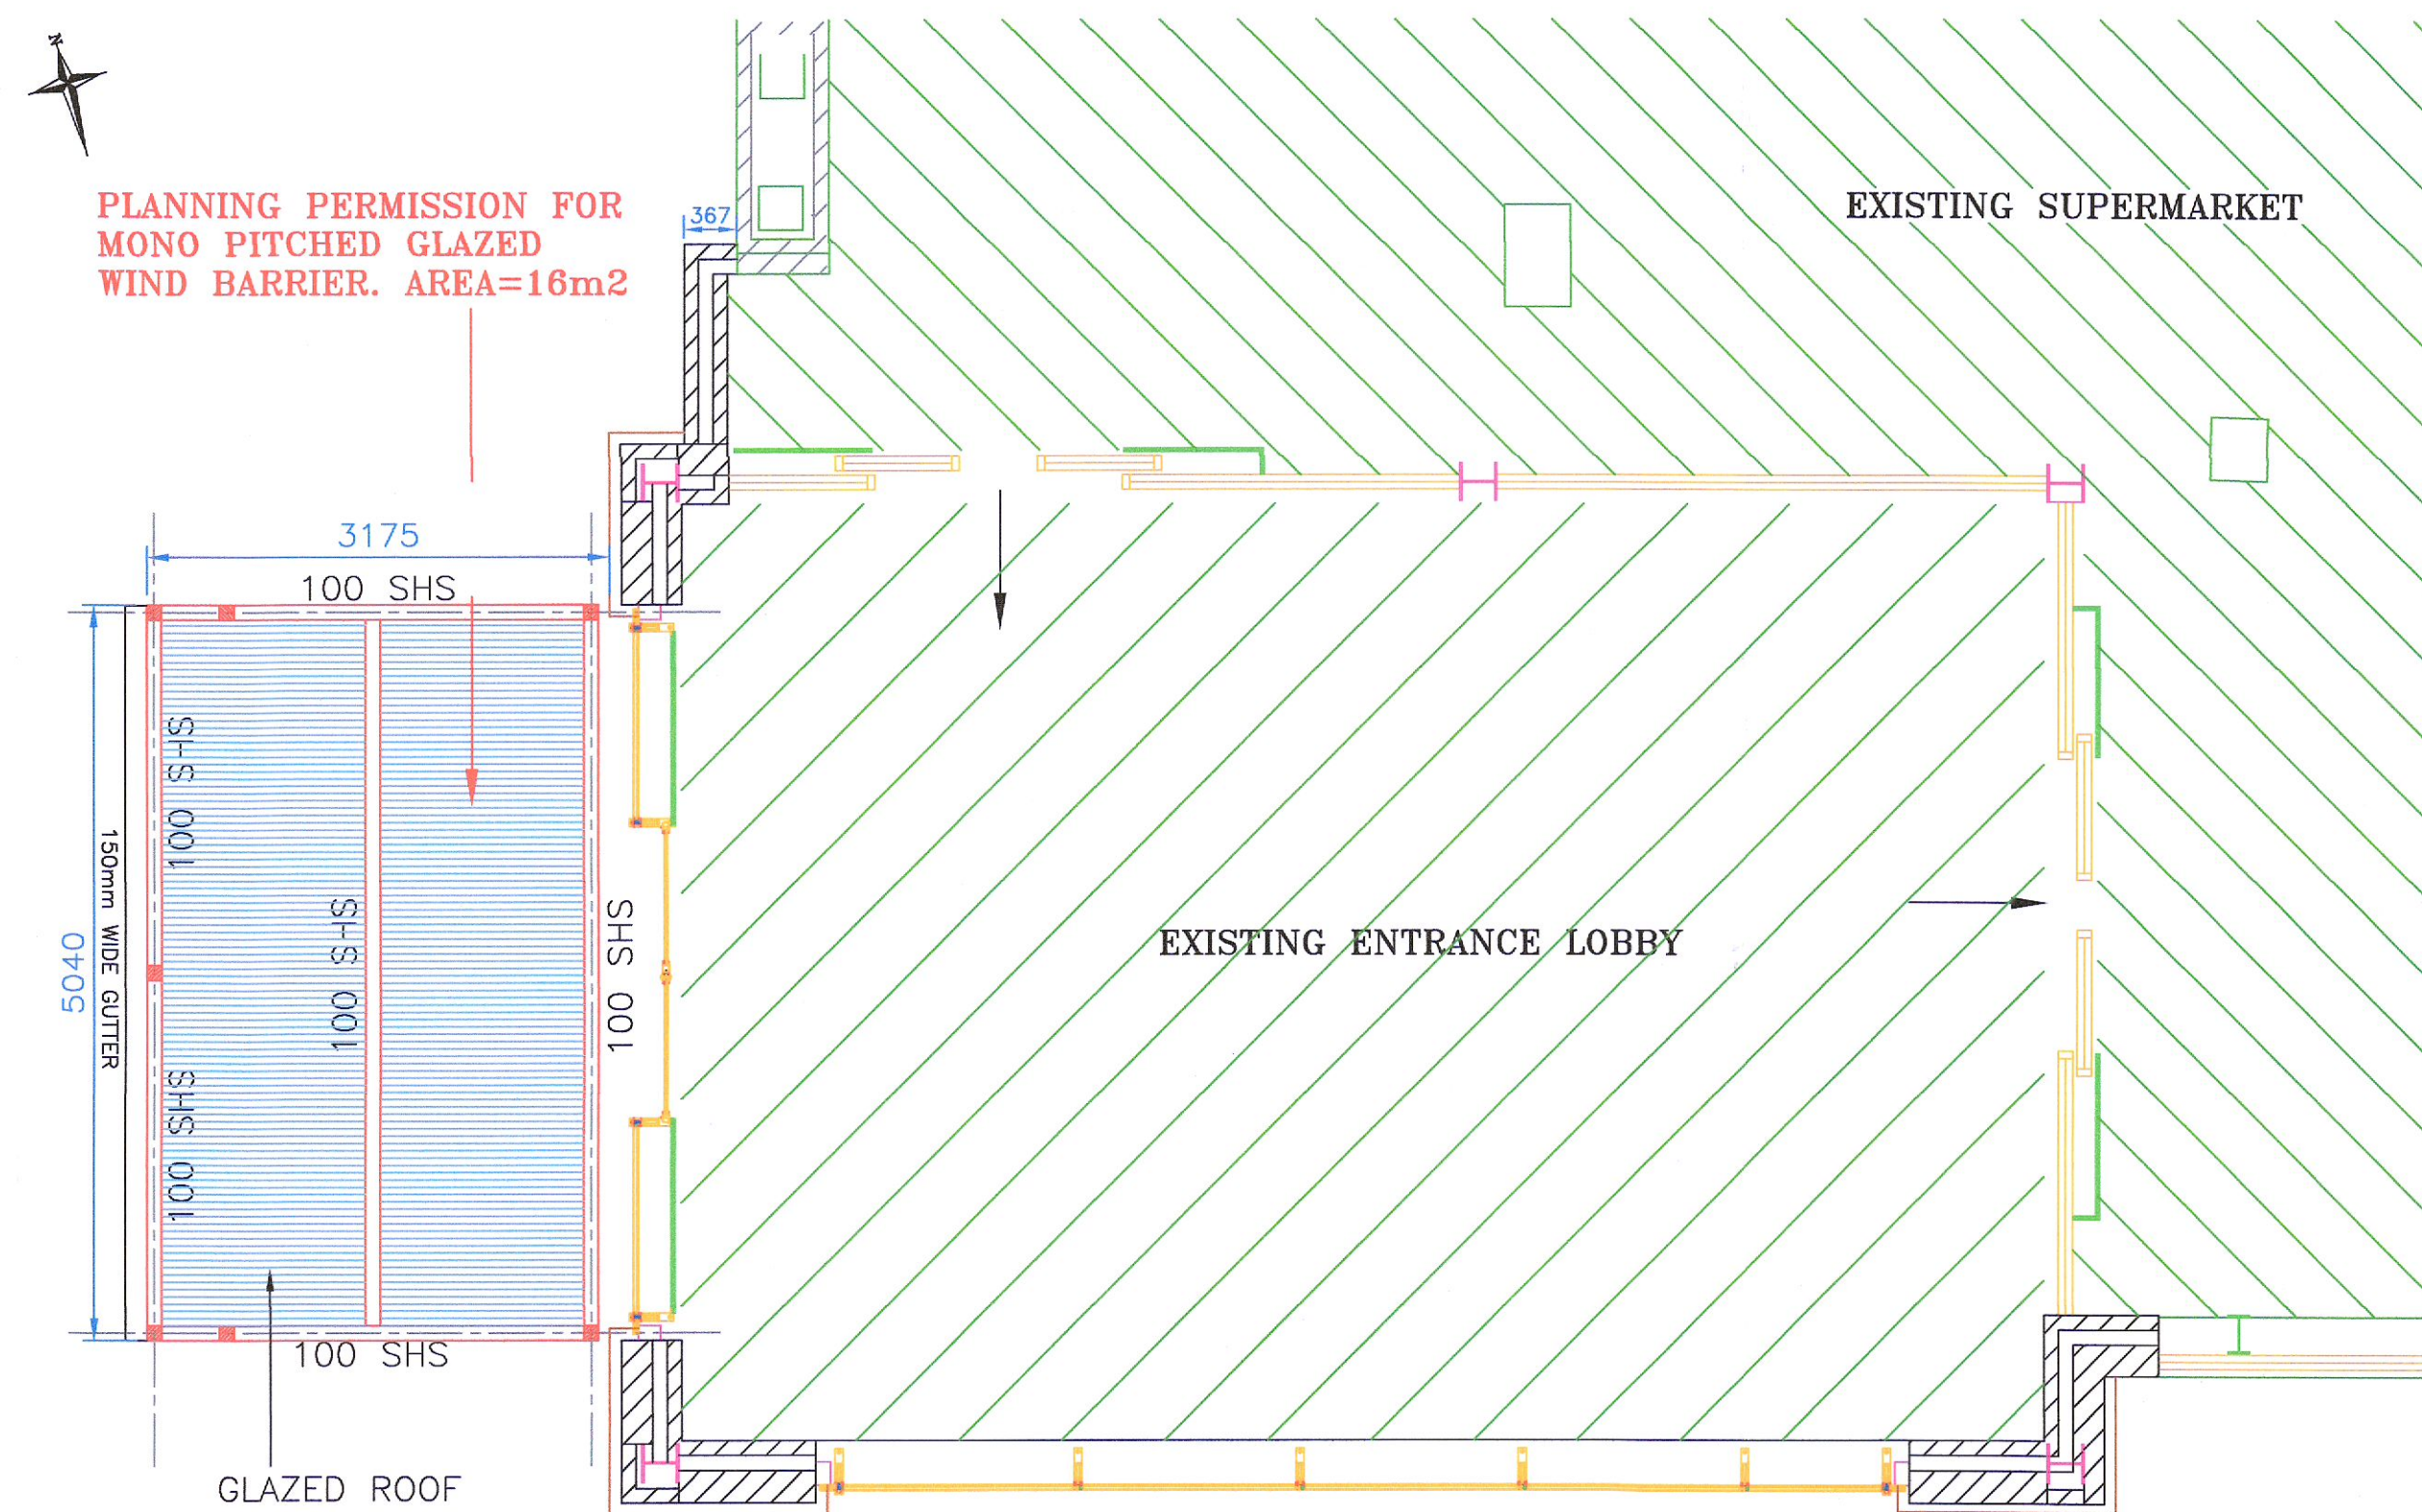 N
PLANNING PERMISSION FOR
MONO PITCHED GLAZED
WIND BARRIER. AREA=16m2
367
EXISTING SUPERMARKET
3175
100 SHS
100 SHS
100 SHS
100 SHS
100 SHS
150mm WIDE GUTTER
5040
EXISTING ENTRANCE LOBBY
100 SHS
GLAZED ROOF